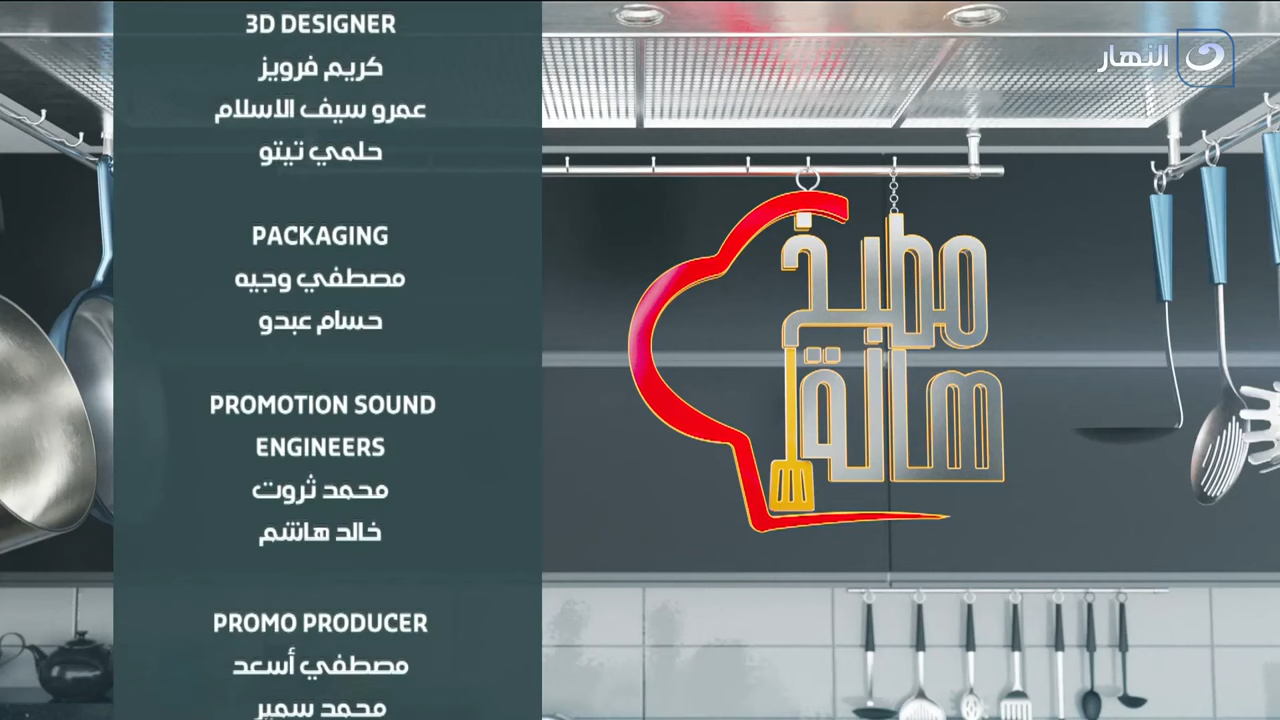 3D DESIGNER
كريم فرويز
عمرو سيف الاسلام
حلمي تيتو
PACKAGING
مصطفي وجيه
حسام عبدو
PROMOTION SOUND
ENGINEERS
محمد ثروت
خالد هاشم
PROMO PRODUCER
مصطفي أسعد
محمد سمير
النهار
مطبخ
هالة